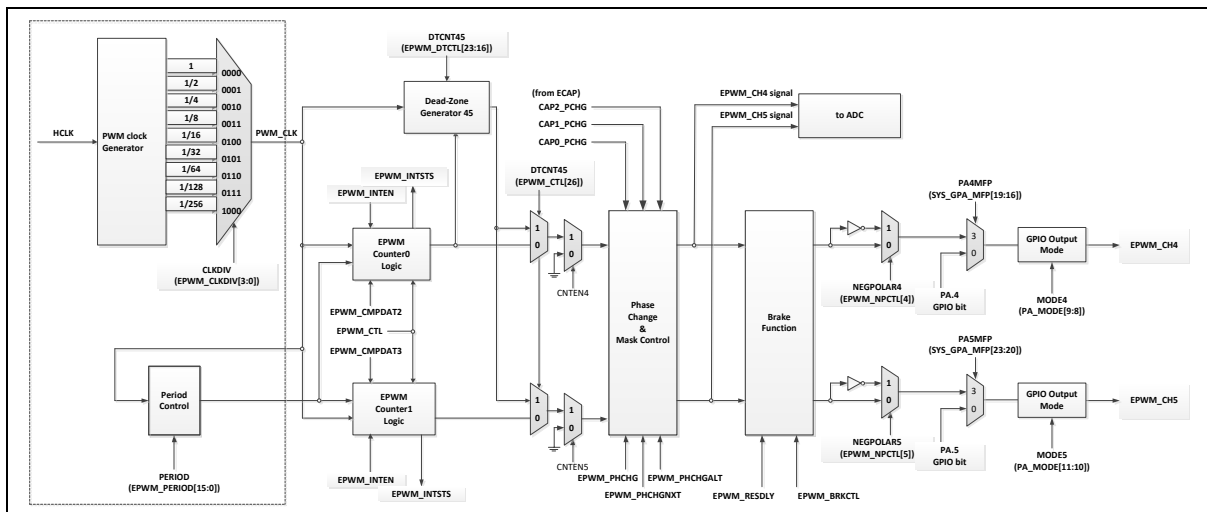 HCLK
PWM clock
Generator
1
1/2
1/4
1/8
1/16
1/32
1/64
1/128
1/256
0000
0001
0010
0011
0100
0101
0110
0111
1000
PWM_CLK
CLKDIV
(EPWM_CLKDIV[3:0])
Period
Control
PERIOD
(EPWM_PERIOD[15:0])
DTCNT45
(EPWM_DTCTL[23:16])
Dead-Zone
Generator 45
EPWM_INTSTS
EPWM_INTEN
EPWM
Counter0
Logic
EPWM_CMPDAT2
EPWM_CTL
EPWM_CMPDAT3
EPWM
Counter1
Logic
EPWM_INTEN
EPWM_INTSTS
DTCNT45
(EPWM_CTL[26])
1
0
1
0
CNTEN4
1
0
1
0
CNTEN5
(from ECAP)
CAP2_PCHG
CAP1_PCHG
CAP0_PCHG
Phase
Change
&
Mask Control
EPWM_PHCHG
EPWM_PHCHGALT
EPWM_PHCHGNXT
EPWM_CH4 signal
EPWM_CH5 signal
to ADC
Brake
Function
EPWM_RESDLY
EPWM_BRKCTL
1
0
NEGPOLAR4
(EPWM_NPCTL[4])
PA4MFP
(SYS_GPA_MFP[19:16])
3
0
PA.4
GPIO bit
GPIO Output
Mode
MODE4
(PA_MODE[9:8])
EPWM_CH4
1
0
NEGPOLAR5
(EPWM_NPCTL[5])
PA5MFP
(SYS_GPA_MFP[23:20])
3
0
PA.5
GPIO bit
GPIO Output
Mode
MODE5
(PA_MODE[11:10])
EPWM_CH5